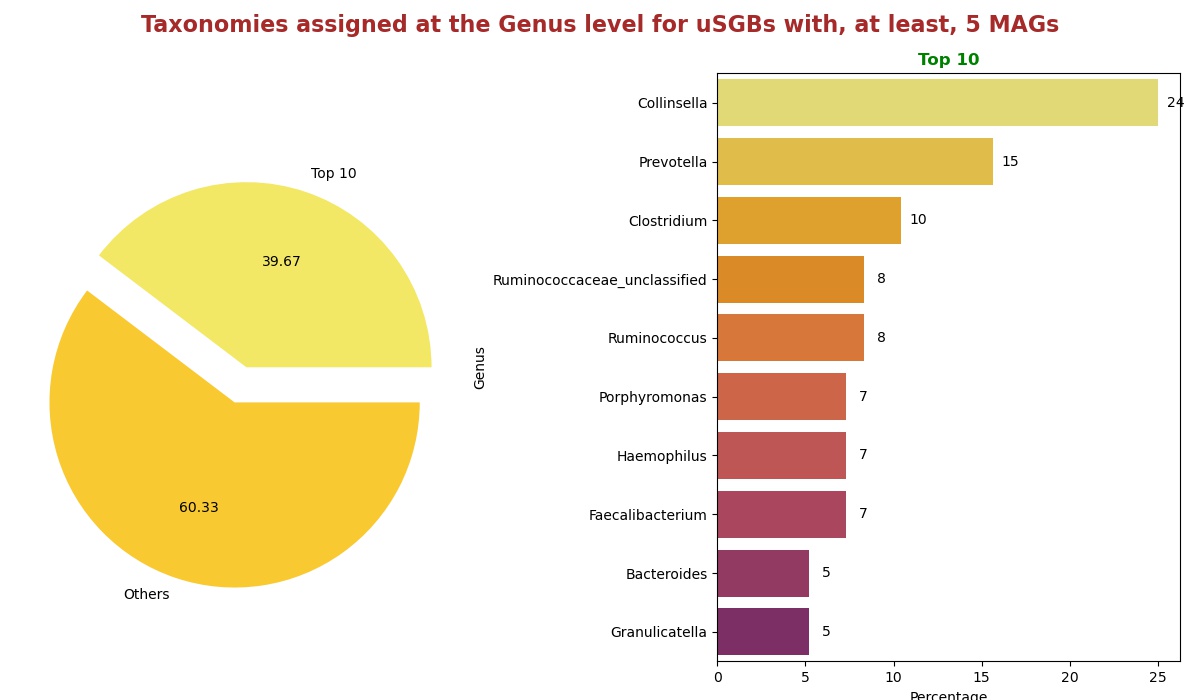 Taxonomies assigned at the Genus level for uSGBs with, at least, 5 MAGs
Top 10
39.67
60.33
Others
Top 10
Genus
Collinsella 24
Prevotella 15
Clostridium 10
Ruminococcaceae_unclassified 8
Ruminococcus 8
Porphyromonas 7
Haemophilus 7
Faecalibacterium 7
Bacteroides 5
Granulicatella 5
0 5 10 15 20 25
Percentage